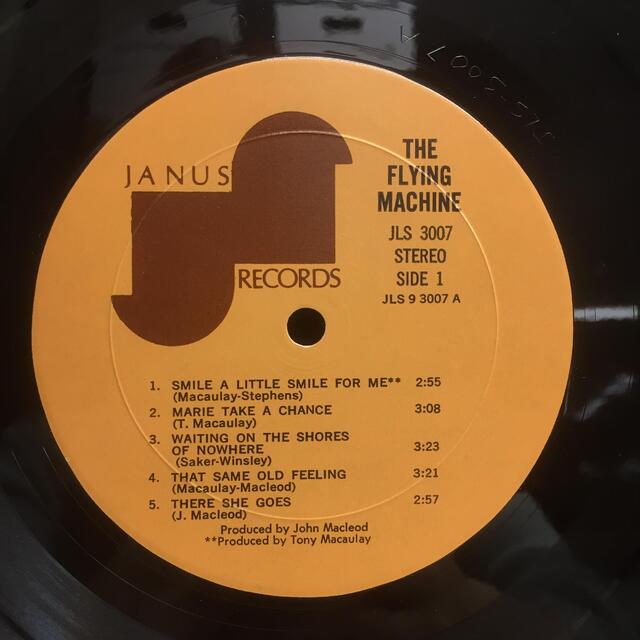 JLS-3007 A
JANUS
RECORDS
THE
FLYING
MACHINE
JLS 3007
STEREO
SIDE 1
JLS 9 3007 A
1. SMILE A LITTLE SMILE FOR ME** 2:55
(Macaulay-Stephens)
2. MARIE TAKE A CHANCE 3:08
(T. Macaulay)
3. WAITING ON THE SHORES
OF NOWHERE 3:23
(Saker-Winsley)
4. THAT SAME OLD FEELING 3:21
(Macaulay-Macleod)
5. THERE SHE GOES 2:57
(J. Macleod)
Produced by John Macleod
**Produced by Tony Macaulay